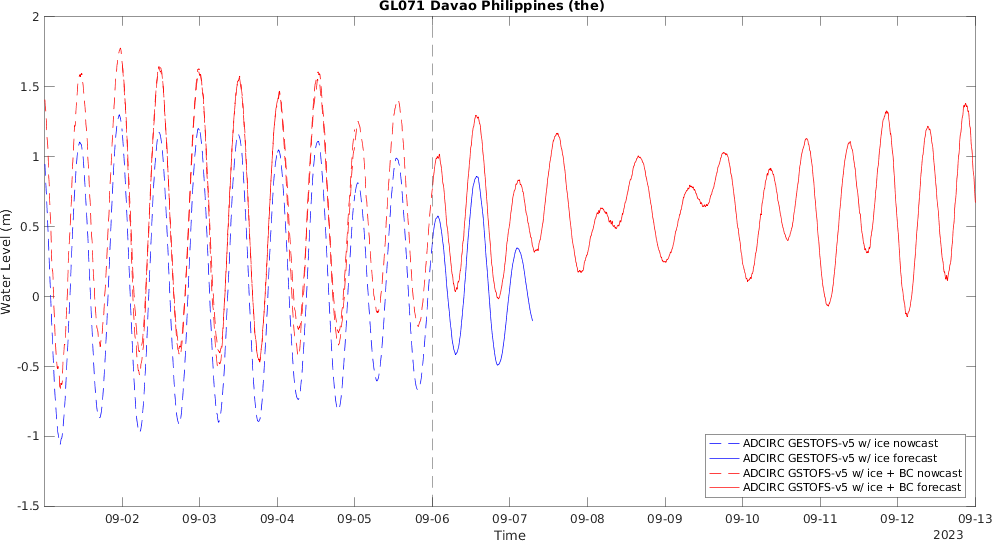 GL071 Davao Philippines (the)
2
1.5
1
0.5
0
-0.5
-1
-1.5
Water Level (m)
ADCIRC GESTOFS-v5 w/ ice nowcast
ADCIRC GESTOFS-v5 w/ ice forecast
ADCIRC GSTOFS-v5 w/ ice + BC nowcast
ADCIRC GSTOFS-v5 w/ ice + BC forecast
09-02 09-03 09-04 09-05 09-06 09-07 09-08 09-09 09-10 09-11 09-12 09-13
Time
2023